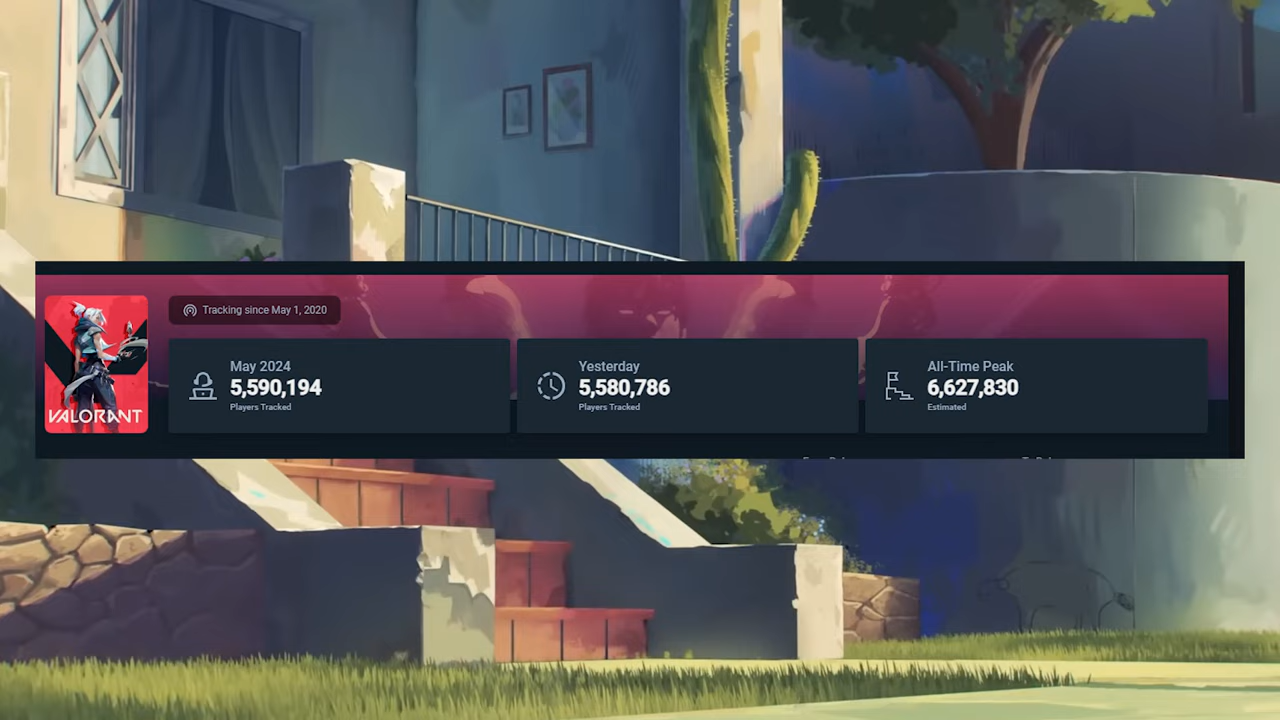 Tracking since May 1, 2020
May 2024
5,590,194
Players Tracked
Yesterday
5,580,786
Players Tracked
All-Time Peak
6,627,830
Estimated
VALORANT